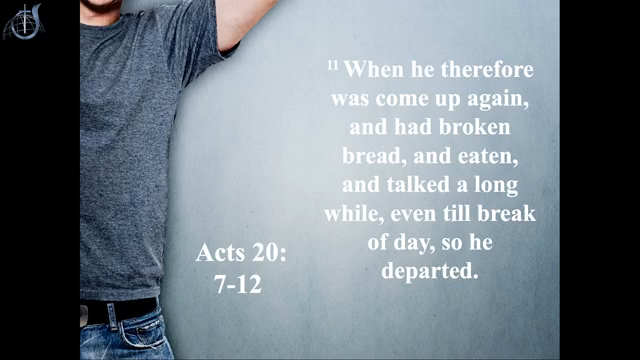 ¹¹ When he therefore
was come up again,
and had broken
bread, and eaten,
and talked a long
while, even till break
of day, so he
departed.
Acts 20:
7-12